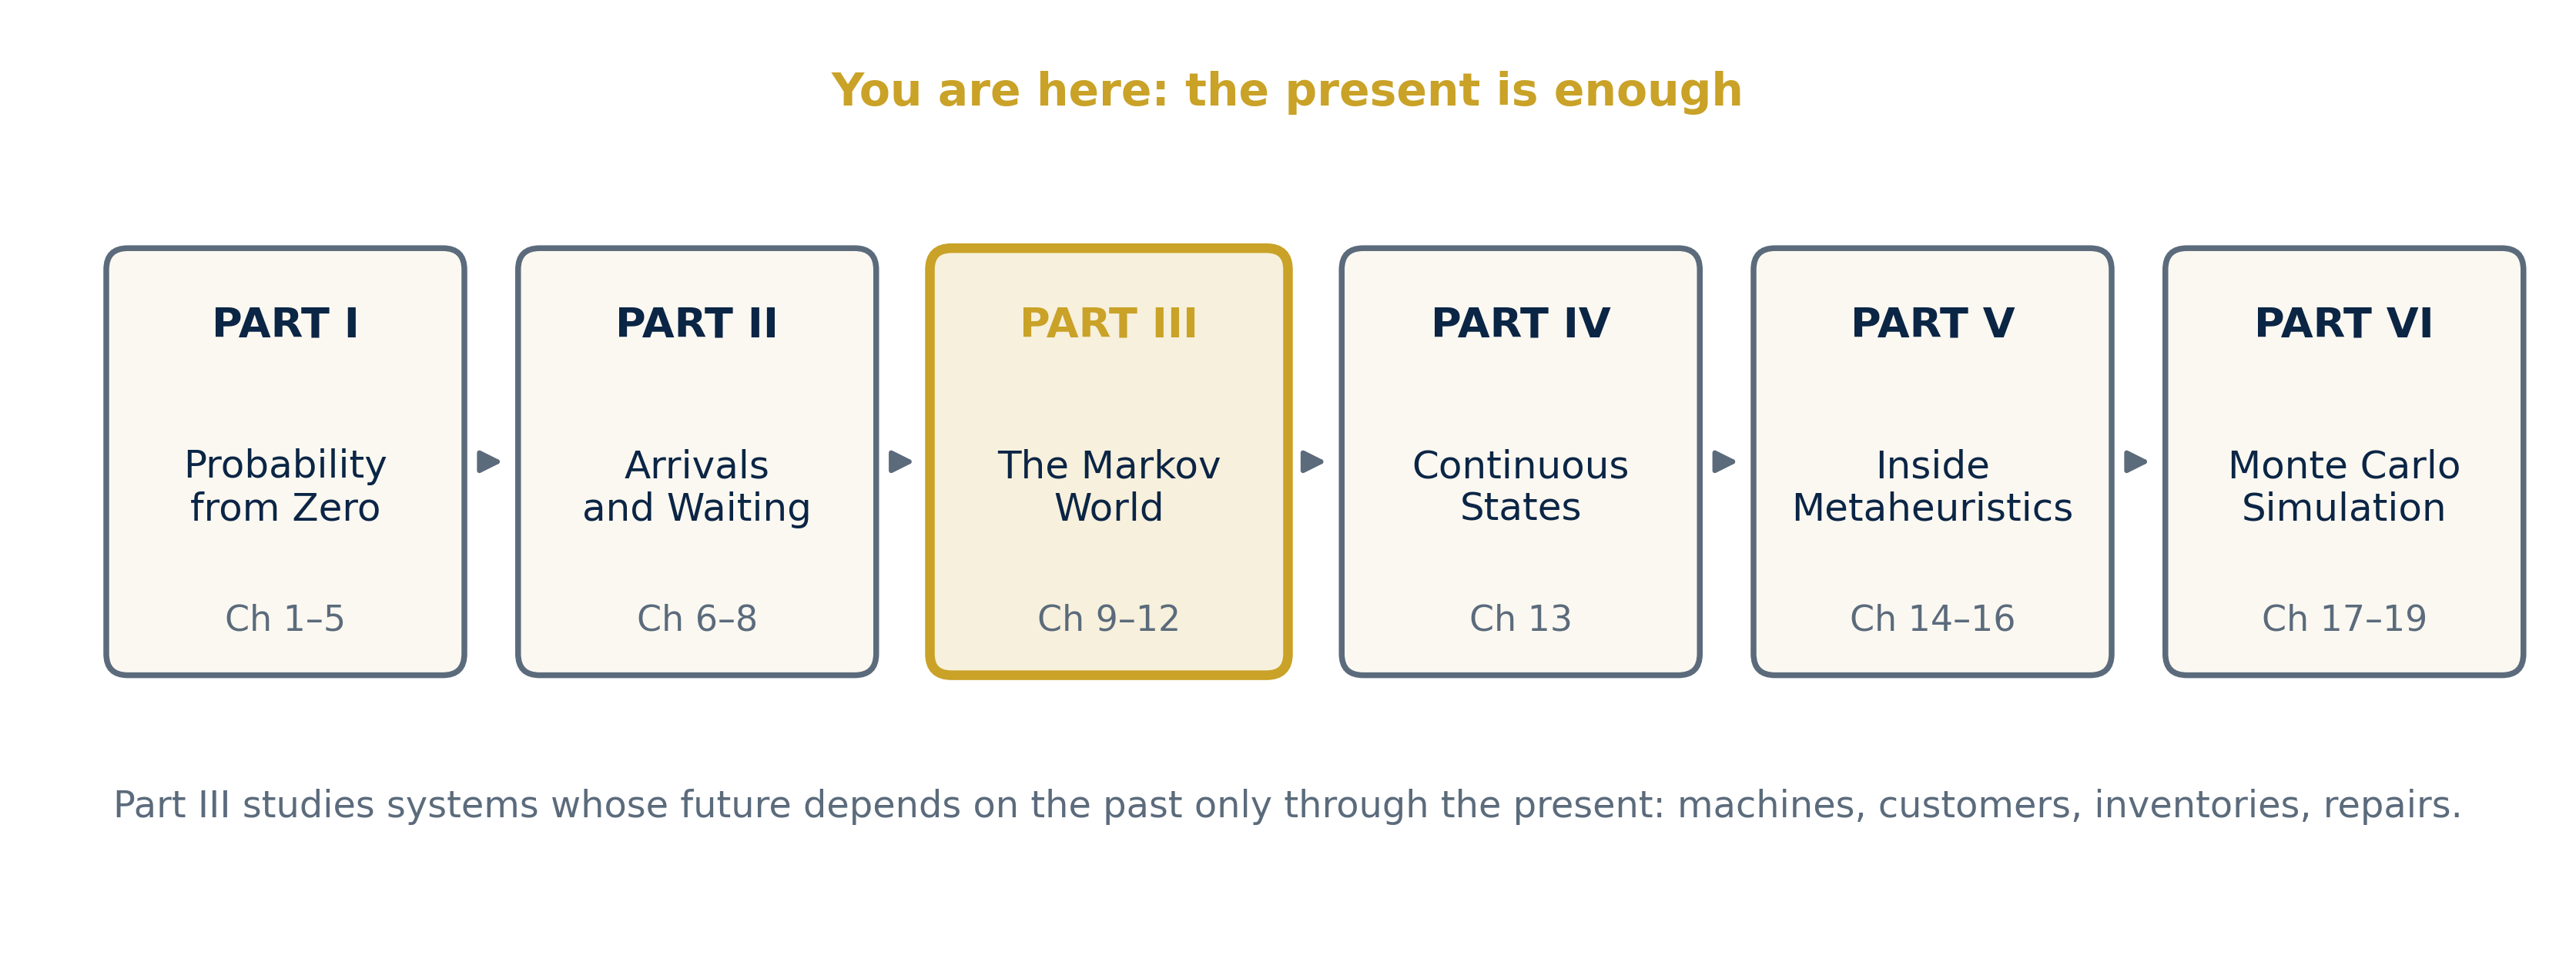 You are here: the present is enough
PART I
Probability
from Zero
Ch 1–5
PART II
Arrivals
and Waiting
Ch 6–8
PART III
The Markov
World
Ch 9–12
PART IV
Continuous
States
Ch 13
PART V
Inside
Metaheuristics
Ch 14–16
PART VI
Monte Carlo
Simulation
Ch 17–19
Part III studies systems whose future depends on the past only through the present: machines, customers, inventories, repairs.